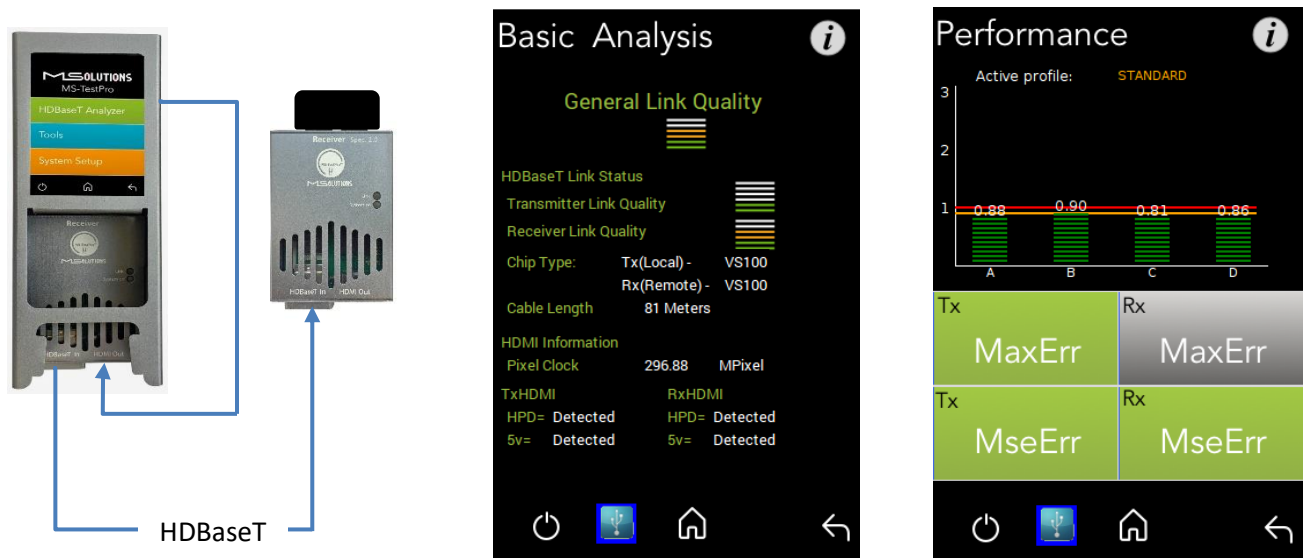 MSOLUTIONS
MS-TestPro
HDBaseT Analyzer
Tools
System Setup
Receiver
MSOLUTIONS
HDBaseT In HDMI Out
Receiver Spec. 2.0
MSOLUTIONS
HDBaseT In HDMI Out
HDBaseT
Basic Analysis
i
General Link Quality
HDBaseT Link Status
Transmitter Link Quality
Receiver Link Quality
Chip Type: Tx(Local) - VS100
Rx(Remote) - VS100
Cable Length 81 Meters
HDMI Information
Pixel Clock 296.88 MPixel
TxHDMI RxHDMI
HPD= Detected HPD= Detected
5v= Detected 5v= Detected
Performance
i
Active profile: STANDARD
3
2
1
0.88 0.90 0.81 0.86
A B C D
Tx Rx
MaxErr MaxErr
Tx Rx
MseErr MseErr